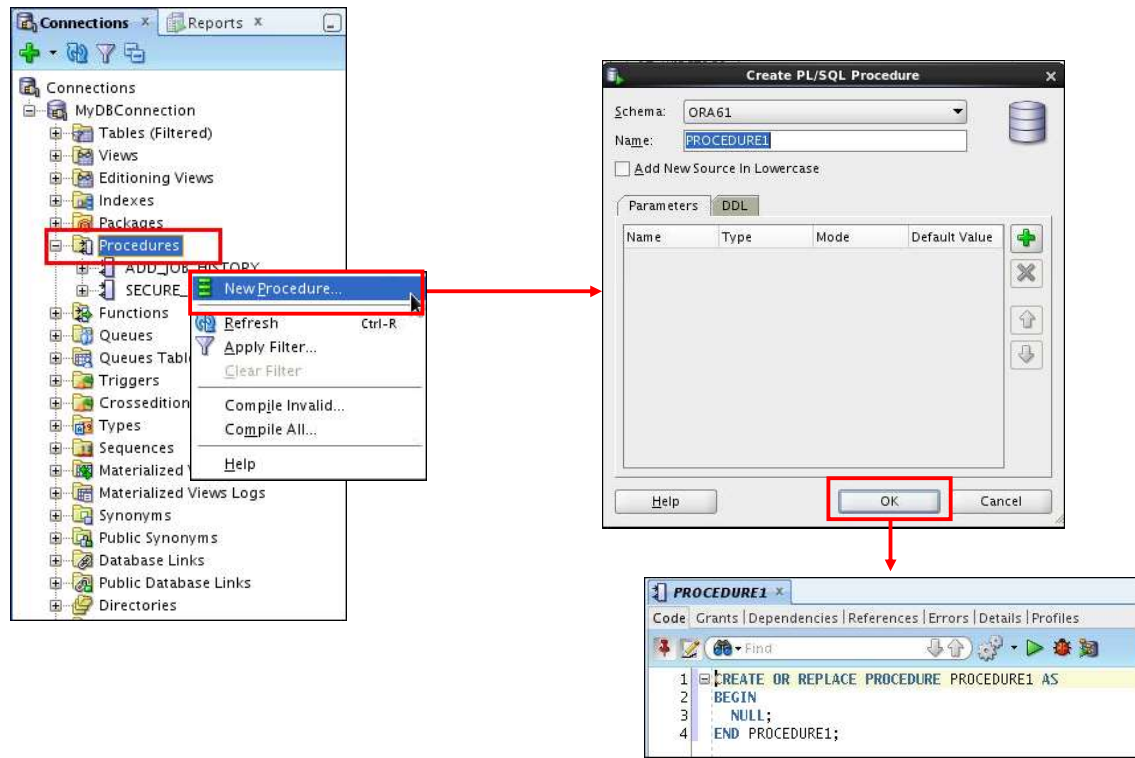 Connections
Reports
Connections
MyDBConnection
Tables (Filtered)
Views
Editioning Views
Indexes
Packages
Procedures
ADD_JOB_HISTORY
SECURE_
Functions
Queues
Queues Tabl
Triggers
Crossedition
Types
Sequences
Materialized
Materialized Views Logs
Synonyms
Public Synonyms
Database Links
Public Database Links
Directories
New Procedure...
Refresh Ctrl-R
Apply Filter...
Clear Filter
Compile Invalid...
Compile All...
Help
Create PL/SQL Procedure
Schema: ORA61
Name: PROCEDURE1
Add New Source In Lowercase
Parameters DDL
Name Type Mode Default Value
Help OK Cancel
PROCEDURE1
Code Grants Dependencies References Errors Details Profiles
Find
1 CREATE OR REPLACE PROCEDURE PROCEDURE1 AS
2 BEGIN
3 NULL;
4 END PROCEDURE1;